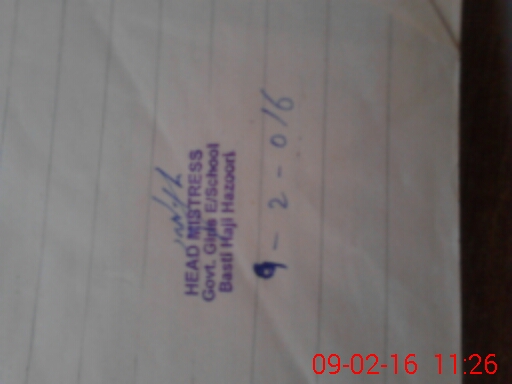 HEAD MISTRESS
Govt. Girls E/School
Basti Haji Hazoori
9-2-016
09-02-16 11:26